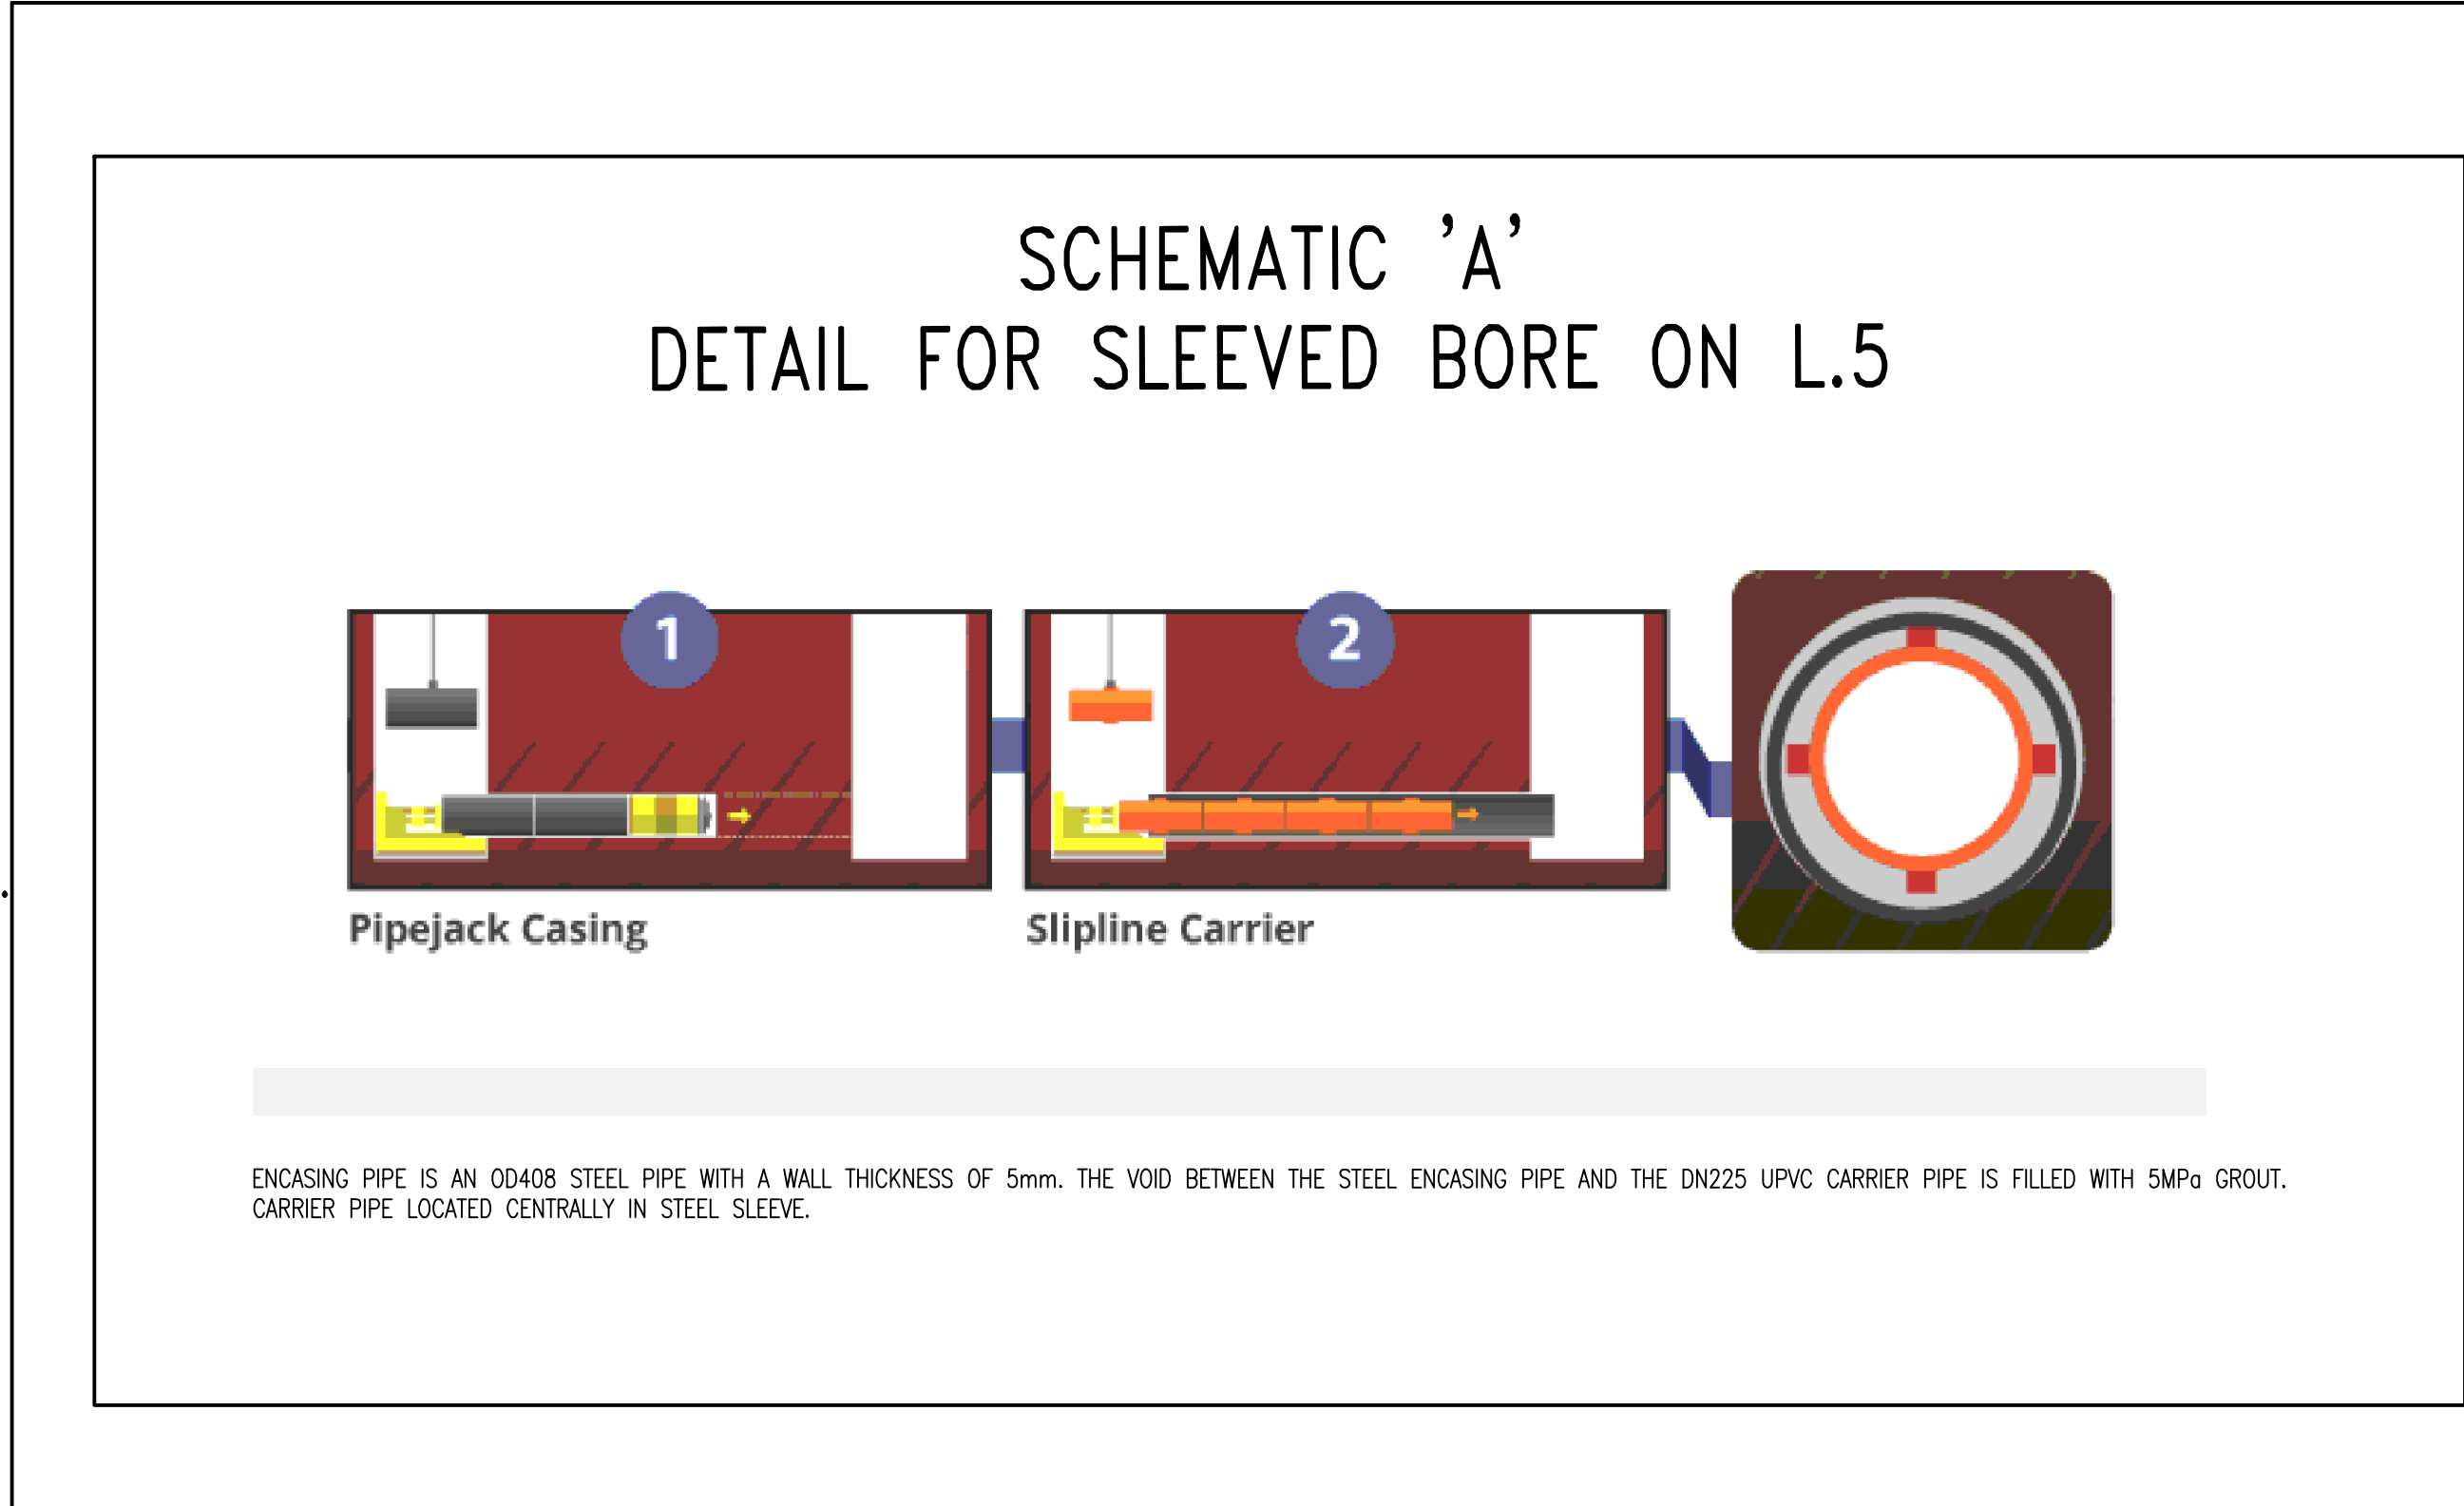 SCHEMATIC 'A'
DETAIL FOR SLEEVED BORE ON L.5
1
2
Pipejack Casing
Slipline Carrier
ENCASING PIPE IS AN OD408 STEEL PIPE WITH A WALL THICKNESS OF 5mm. THE VOID BETWEEN THE STEEL ENCASING PIPE AND THE DN225 UPVC CARRIER PIPE IS FILLED WITH 5MPa GROUT.
CARRIER PIPE LOCATED CENTRALLY IN STEEL SLEEVE.